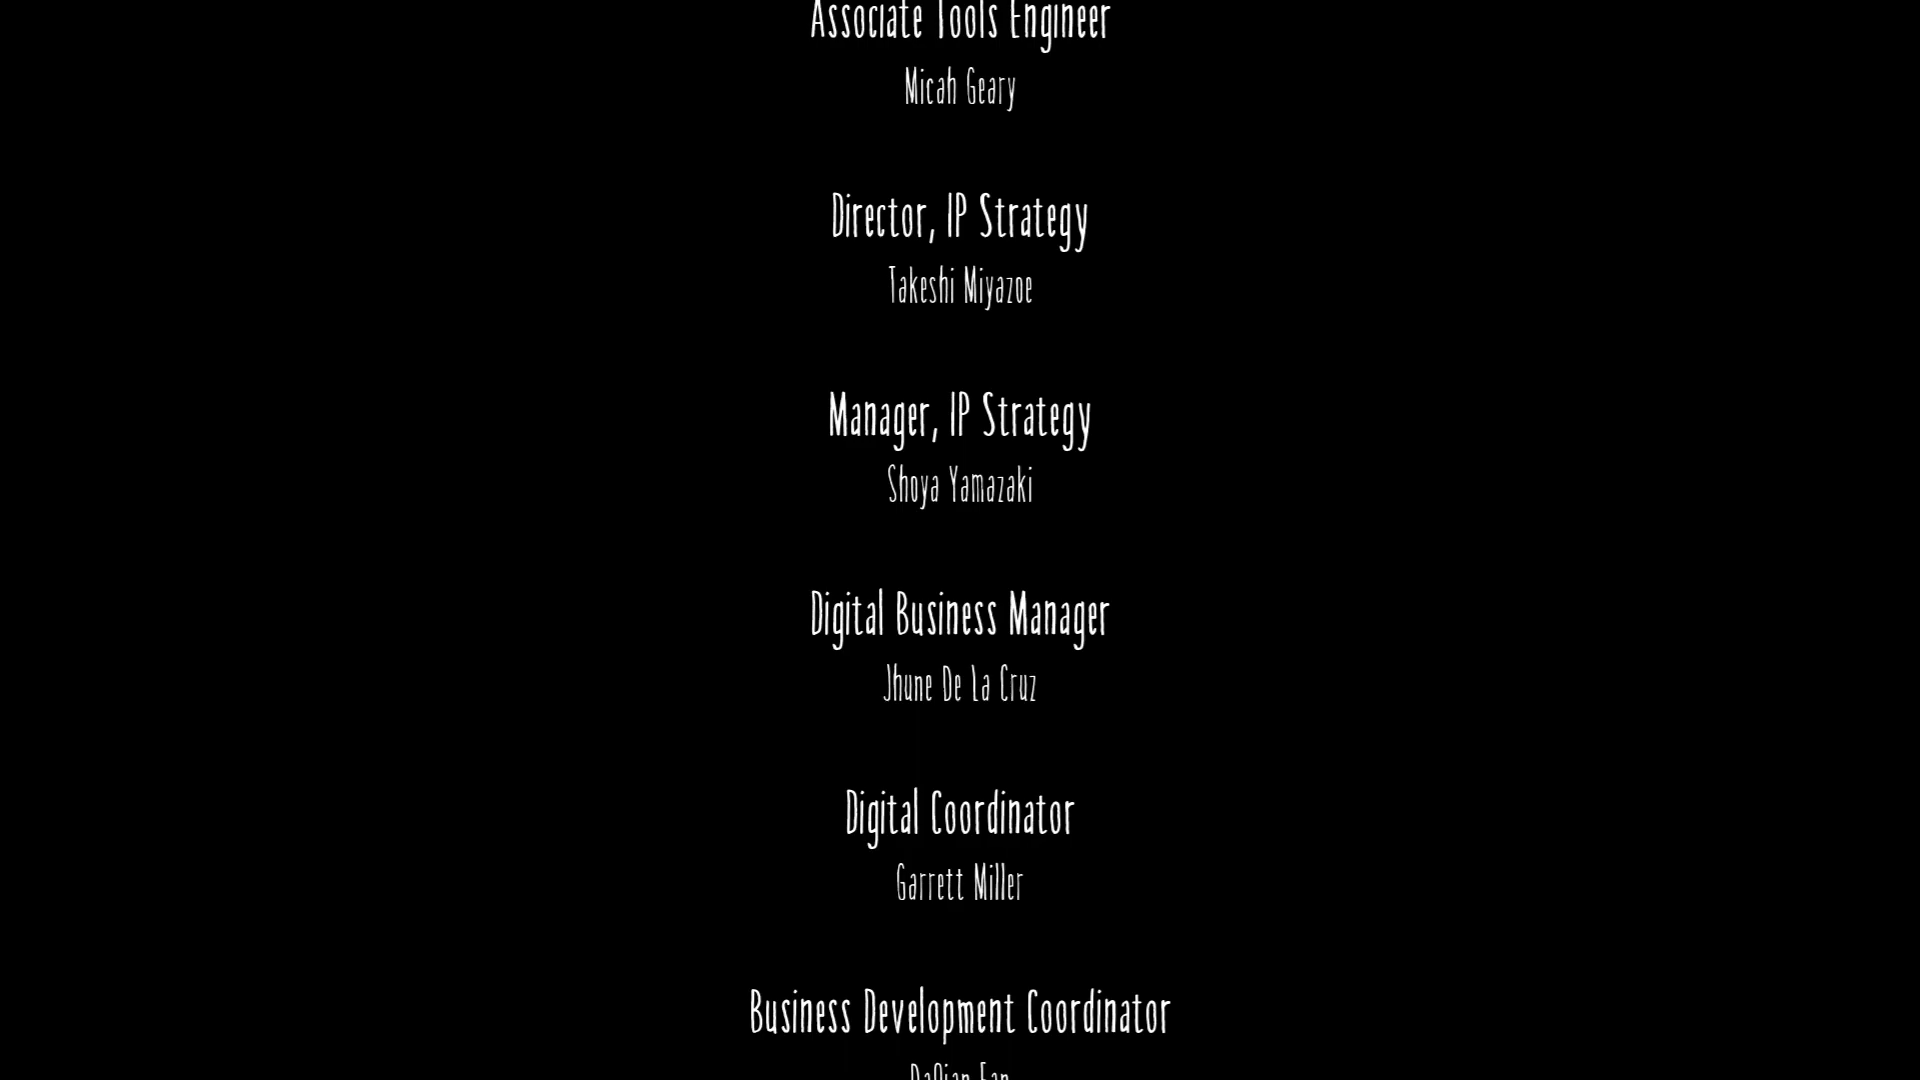 Associate Tools Engineer
Micah Geary
Director, IP Strategy
Takeshi Miyazoe
Manager, IP Strategy
Shoya Yamazaki
Digital Business Manager
Jhune De La Cruz
Digital Coordinator
Garrett Miller
Business Development Coordinator